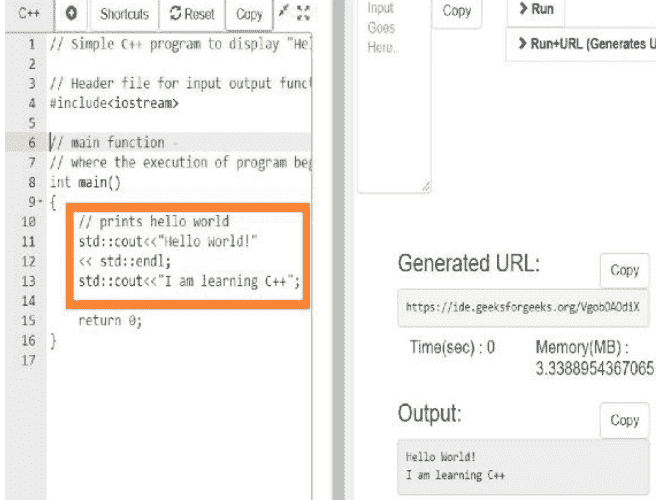 C++ Shortcuts Reset Copy
1 // Simple C++ program to display "He
2
3 // Header file for input output funct
4 #include<iostream>
5
6 // main function -
7 // where the execution of program beg
8 int main()
9 {
10 // prints hello world
11 std::cout<<"Hello World!"
12 << std::endl;
13 std::cout<<"I am learning C++";
14
15 return 0;
16 }
17
Input
Goes
Here..
Copy
Run
Run+URL (Generates U
Generated URL:
Copy
https://ide.geeksforgeeks.org/VgobOAOdiX
Time(sec) : 0
Memory(MB) :
3.3388954367065
Output:
Copy
Hello World!
I am learning C++